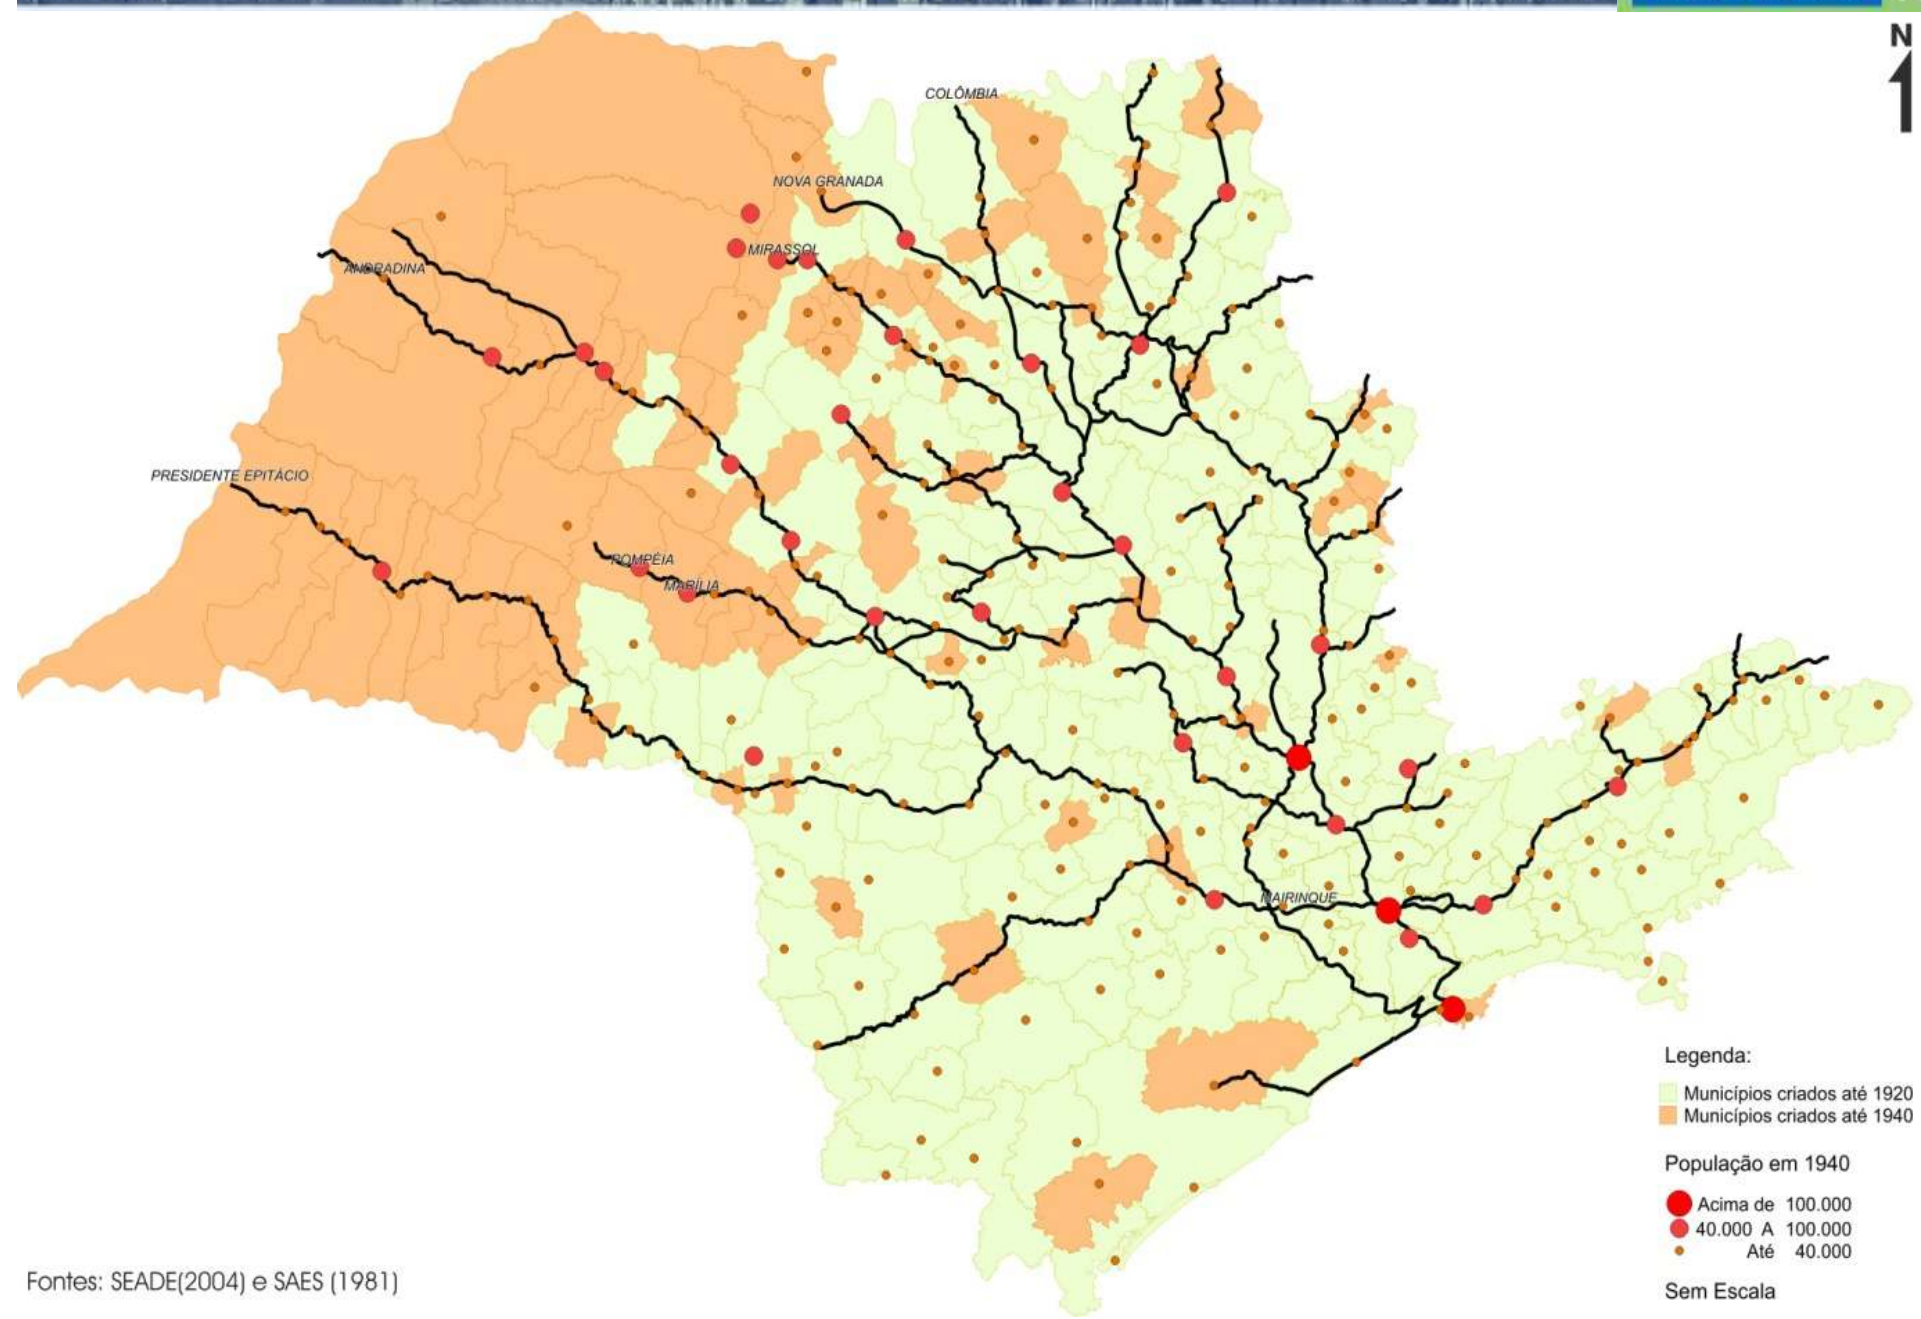 N
COLÔMBIA
NOVA GRANADA
MIRASSOL
ANDRADINA
PRESIDENTE EPITÁCIO
POMPÉIA
MARÍLIA
MAIRINQUE
Legenda:
Municípios criados até 1920
Municípios criados até 1940
População em 1940
Acima de 100.000
40.000 A 100.000
Até 40.000
Sem Escala
Fontes: SEADE(2004) e SAES (1981)